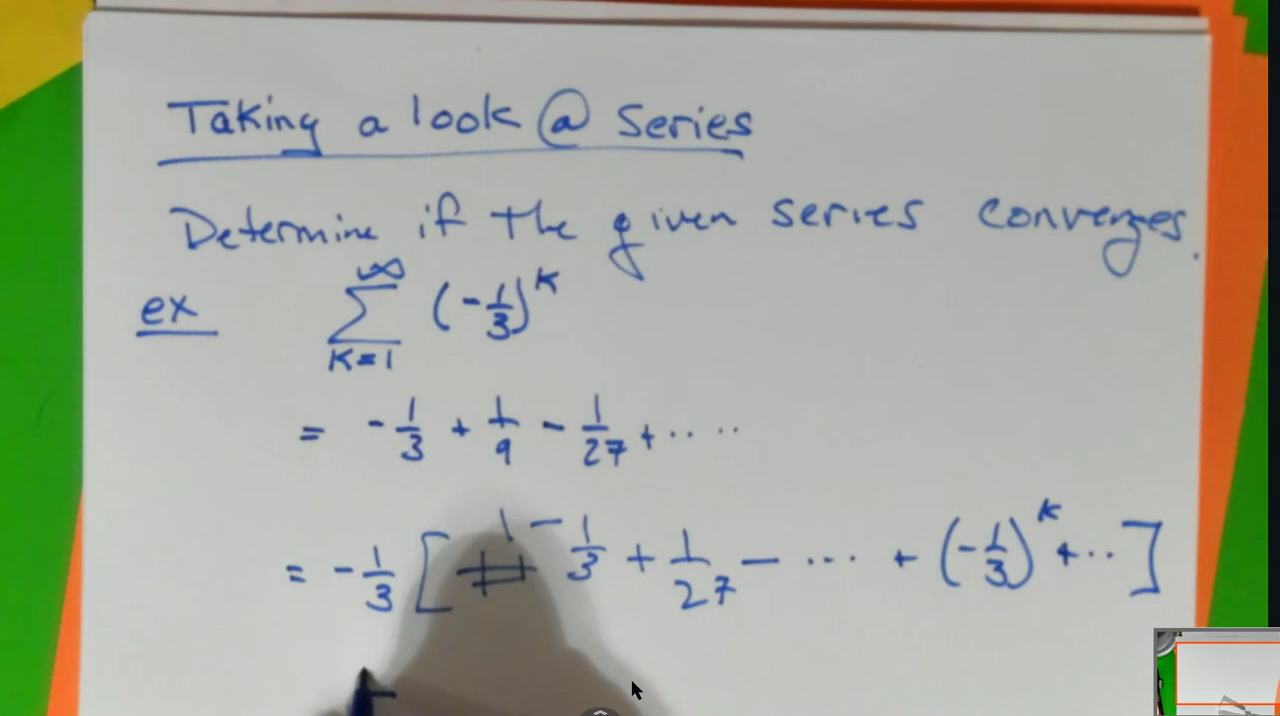 Taking a look @ series
Determine if the given series converges.
ex ∑_{K=1}^{∞} (-1/3)^K
= -1/3 + 1/9 - 1/27 + .. ..
= -1/3 [ 1 - 1/3 + 1/27 - ... + (-1/3)^K + .. ]